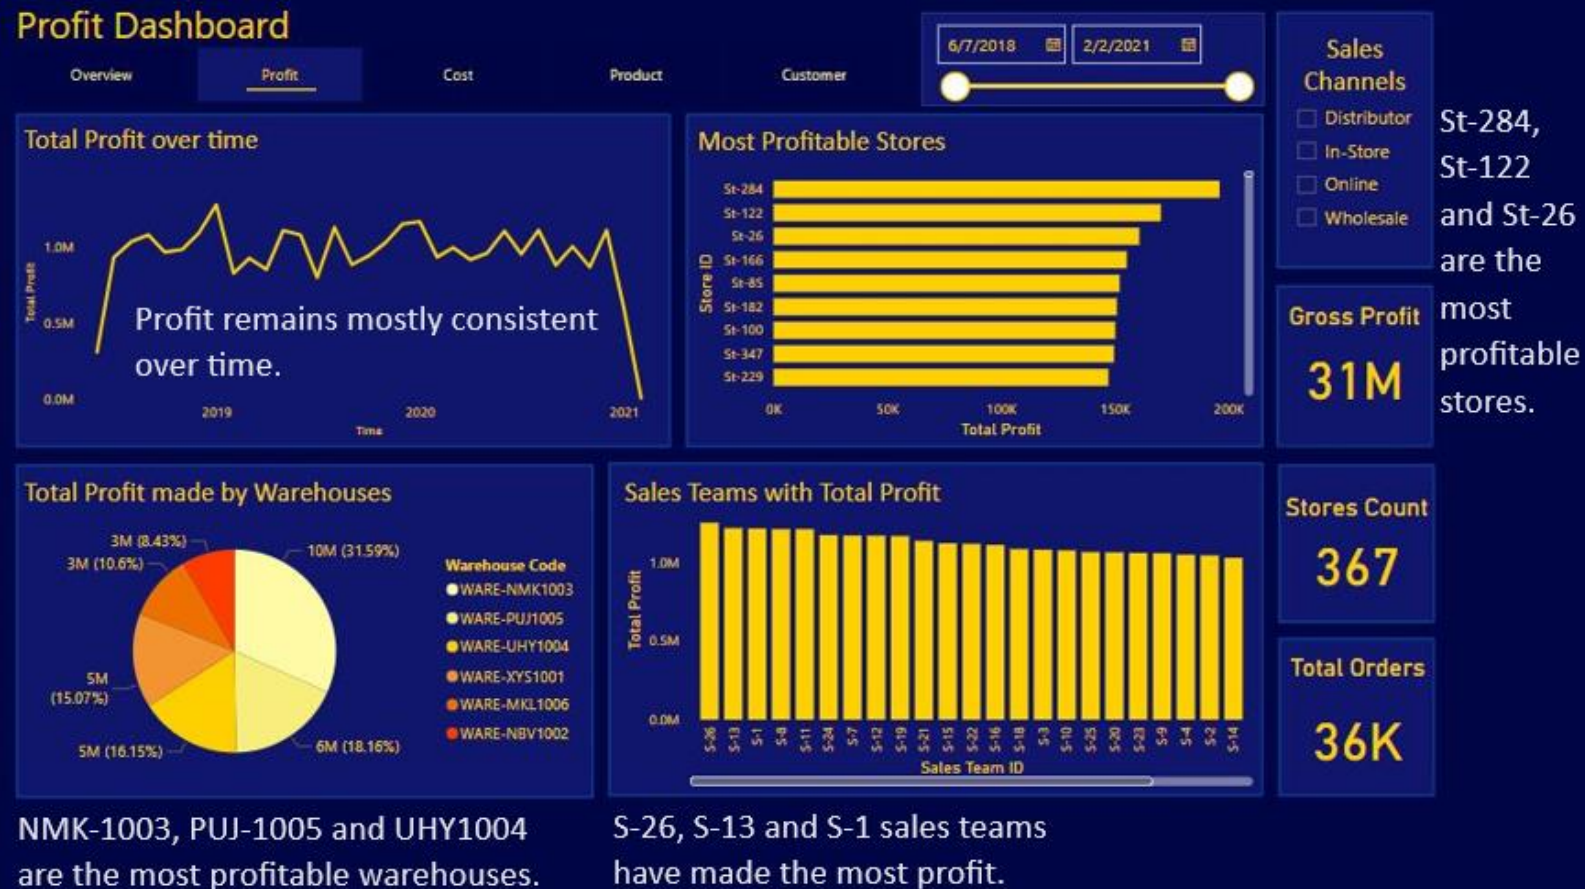 Profit Dashboard
Overview
Profit
Cost
Product
Customer
6/7/2018
2/2/2021
Sales
Channels
Distributor
In-Store
Online
Wholesale
St-284,
St-122
and St-26
are the
most
profitable
stores.
Total Profit over time
Total Profit
1.0M
0.5M
0.0M
Profit remains mostly consistent
over time.
2019
2020
2021
Time
Most Profitable Stores
Store ID
St-284
St-122
St-26
St-166
St-85
St-182
St-100
St-347
St-229
0K
50K
100K
150K
200K
Total Profit
Gross Profit
31M
Total Profit made by Warehouses
3M (8.43%)
3M (10.6%)
10M (31.59%)
5M
(15.07%)
5M (16.15%)
6M (18.16%)
Warehouse Code
WARE-NMK1003
WARE-PUJ1005
WARE-UHY1004
WARE-XYS1001
WARE-MKL1006
WARE-NBV1002
Sales Teams with Total Profit
Total Profit
1.0M
0.5M
0.0M
S-26
S-13
S-1
S-8
S-11
S-24
S-7
S-12
S-19
S-21
S-15
S-22
S-16
S-18
S-3
S-10
S-25
S-20
S-23
S-9
S-4
S-2
S-14
Sales Team ID
Stores Count
367
Total Orders
36K
NMK-1003, PUJ-1005 and UHY1004
are the most profitable warehouses.
S-26, S-13 and S-1 sales teams
have made the most profit.